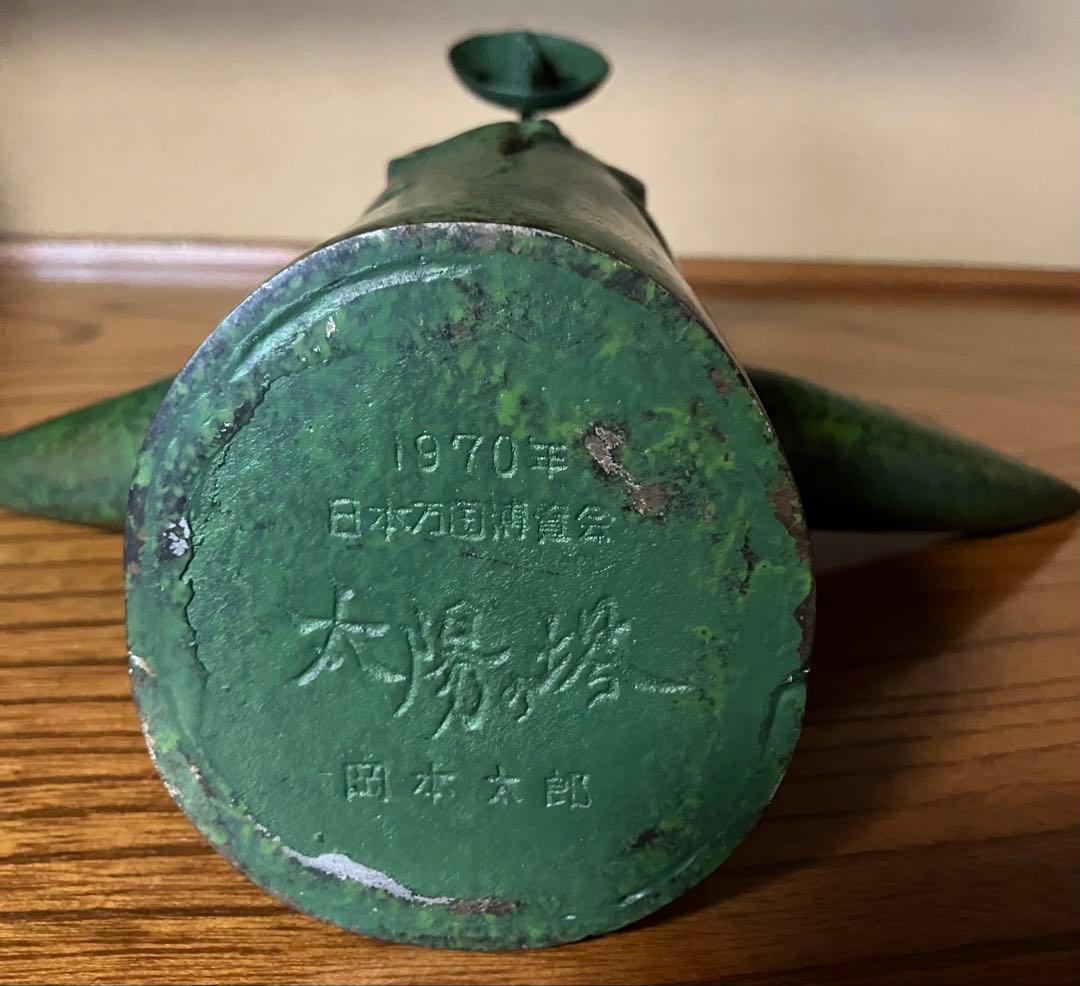 1970年
日本万国博覧会
太陽の塔
岡本太郎